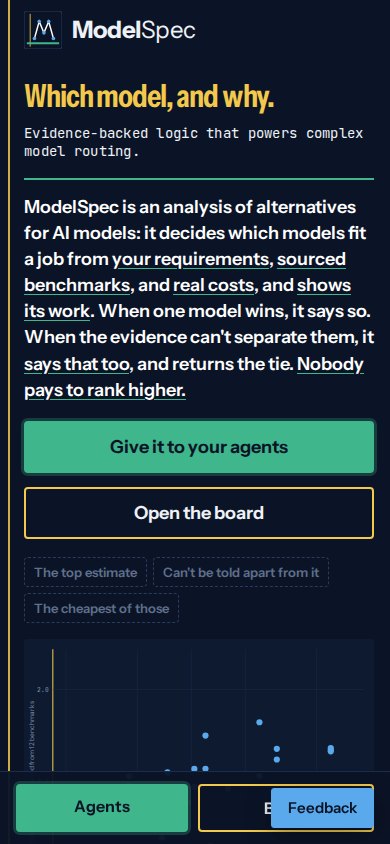 ModelSpec
Which model, and why.
Evidence-backed logic that powers complex
model routing.
ModelSpec is an analysis of alternatives
for AI models: it decides which models fit
a job from your requirements, sourced
benchmarks, and real costs, and shows
its work. When one model wins, it says so.
When the evidence can't separate them, it
says that too, and returns the tie. Nobody
pays to rank higher.
Give it to your agents
Open the board
The top estimate
Can't be told apart from it
The cheapest of those
2.0
Agents
Feedback